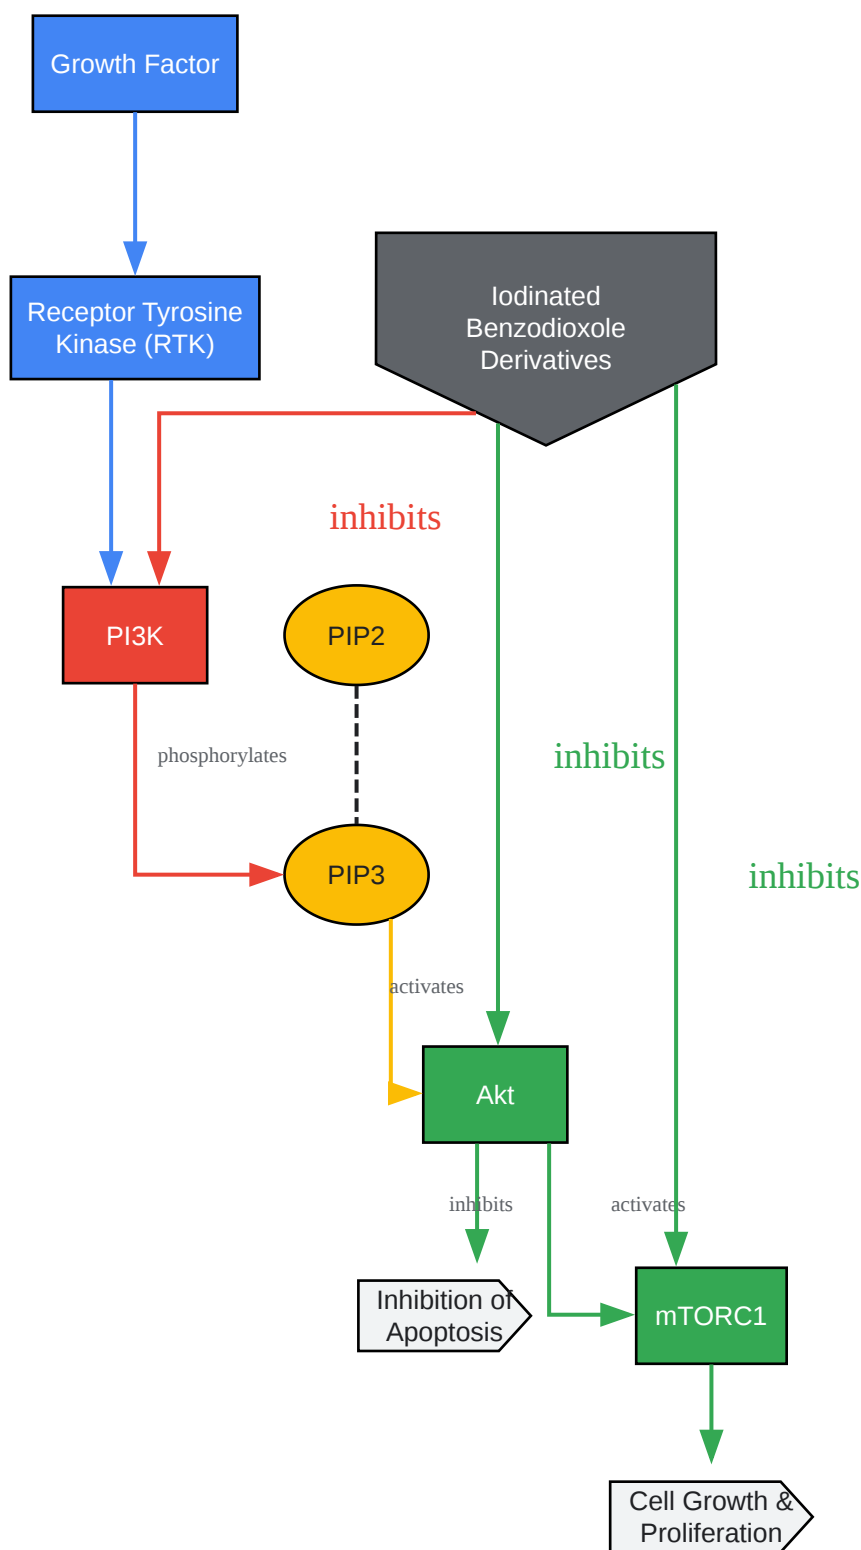 Growth Factor
Receptor Tyrosine
Kinase (RTK)
Iodinated
Benzodioxole
Derivatives
inhibits
PI3K
PIP2
phosphorylates
inhibits
PIP3
inhibits
activates
Akt
inhibits
activates
Inhibition of
Apoptosis
mTORC1
Cell Growth &
Proliferation